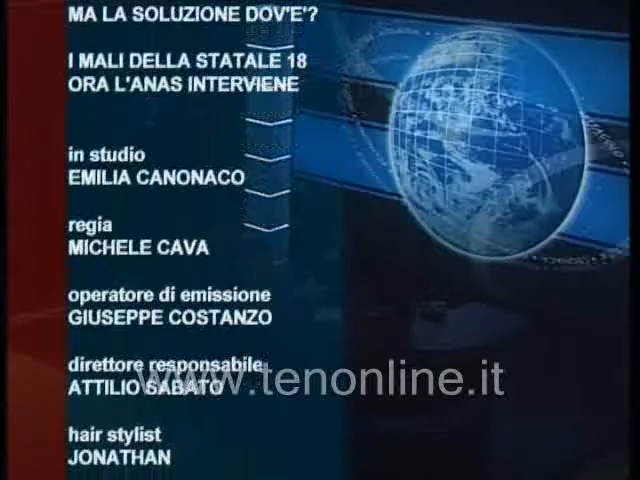 MA LA SOLUZIONE DOV'E'?
I MALI DELLA STATALE 18
ORA L'ANAS INTERVIENE
in studio
EMILIA CANONACO
regia
MICHELE CAVA
operatore di emissione
GIUSEPPE COSTANZO
direttore responsabile
ATTILIO SABATO
www.tenonline.it
hair stylist
JONATHAN